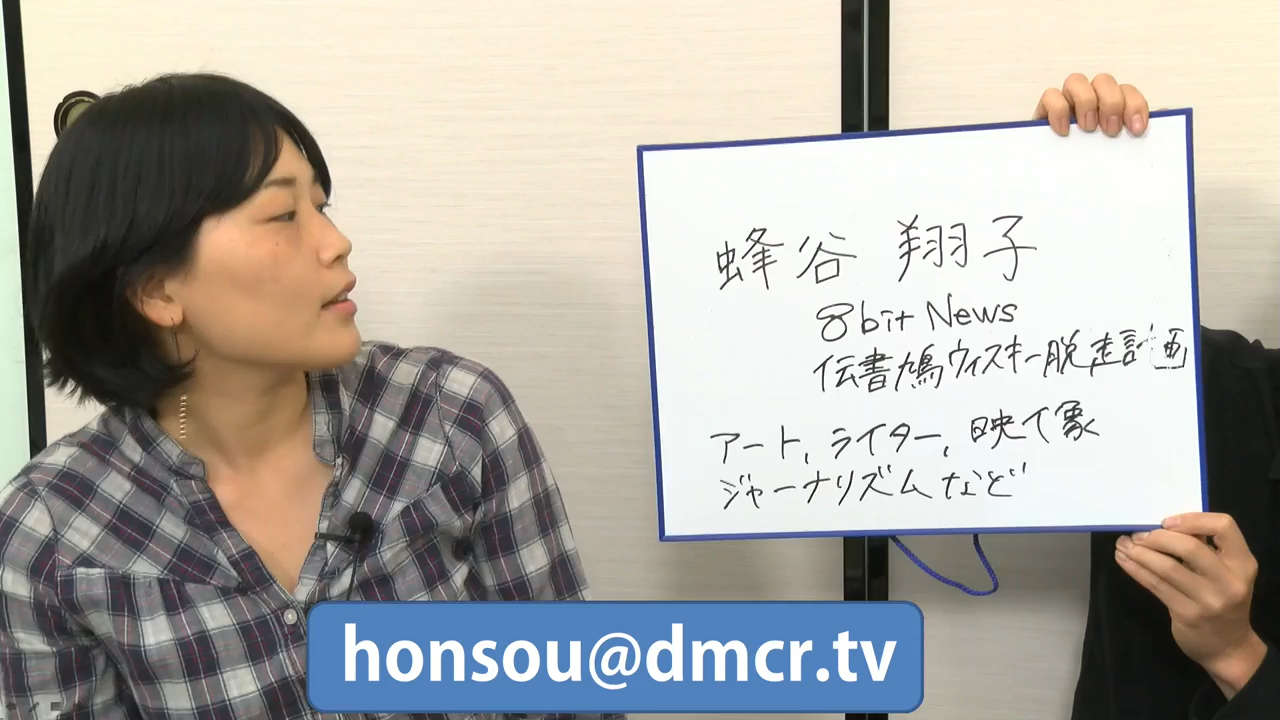 蜂谷 翔子
8bit News
伝書鳩ウィスキー脱走計画
アート, ライター, 映像
ジャーナリズムなど
honsou@dmcr.tv